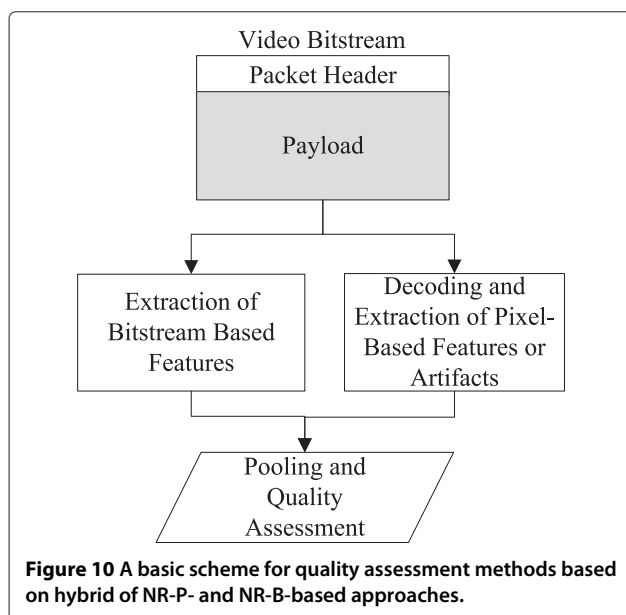 Video Bitstream
Packet Header
Payload
Extraction of
Bitstream Based
Features
Decoding and
Extraction of Pixel-
Based Features or
Artifacts
Pooling and
Quality
Assessment
Figure 10 A basic scheme for quality assessment methods based
on hybrid of NR-P- and NR-B-based approaches.